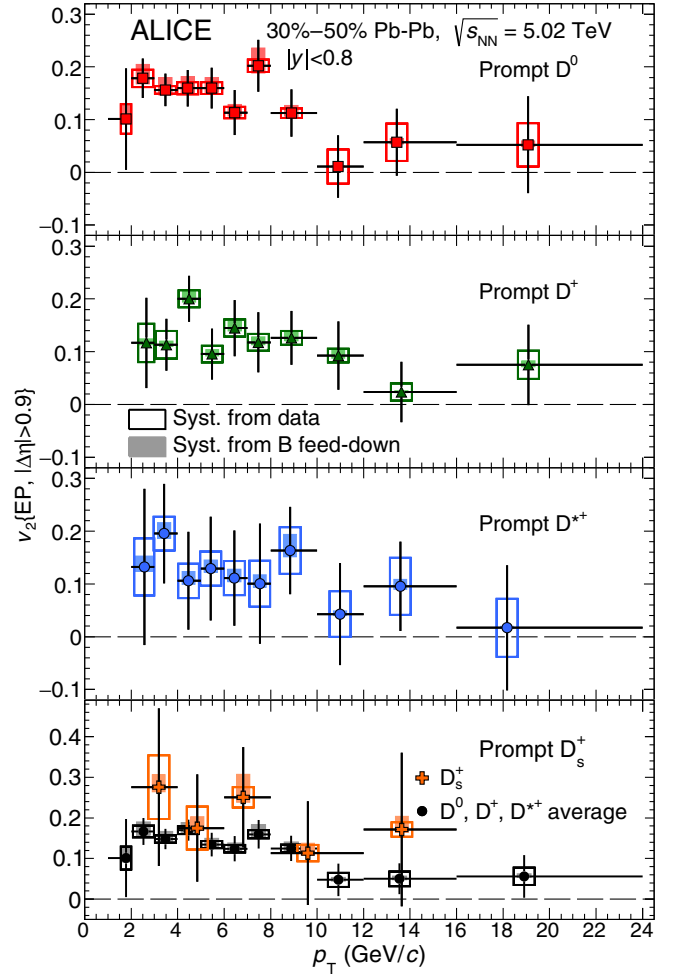 ALICE
30%–50% Pb-Pb, √sNN = 5.02 TeV
|y|<0.8
Prompt D⁰
0.3
0.2
0.1
0
−0.1
Prompt D⁺
0.3
0.2
0.1
0
−0.1
Syst. from data
Syst. from B feed-down
v₂{EP, |Δη|>0.9}
Prompt D*⁺
0.3
0.2
0.1
0
−0.1
Prompt Dₛ⁺
Dₛ⁺
D⁰, D⁺, D*⁺ average
0.4
0.3
0.2
0.1
0
2 4 6 8 10 12 14 16 18 20 22 24
pT (GeV/c)